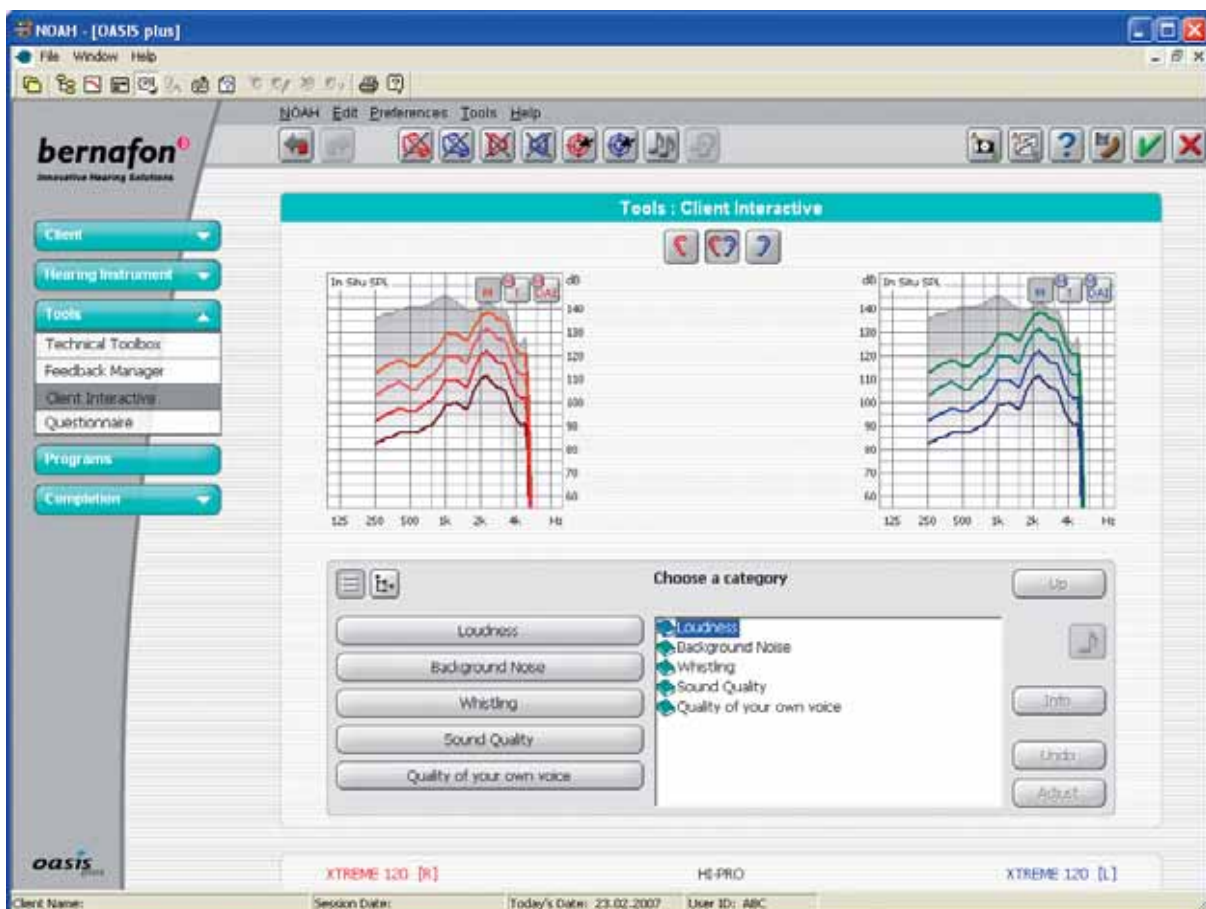 NOAH - [OASIS plus]
File Window Help
NOAH Edit Preferences Tools Help
bernafon
Innovative Hearing Solutions
Tools : Client Interactive
Client
Hearing Instrument
Tools
Technical Toolbox
Feedback Manager
Client Interactive
Questionnaire
Programs
Completion
In Situ SPL
M T DAI
dB
140
130
120
110
100
90
80
70
60
125 250 500 1k 2k 4k Hz
dB
In Situ SPL
M T DAI
140
130
120
110
100
90
80
70
60
125 250 500 1k 2k 4k Hz
Choose a category
Up
Loudness
Background Noise
Whistling
Sound Quality
Quality of your own voice
Loudness
Background Noise
Whistling
Sound Quality
Quality of your own voice
Info
Undo
Adjust
oasis plus
XTREME 120 [R] HI-PRO XTREME 120 [L]
Client Name: Session Date: Today's Date: 23.02.2007 User ID: ABC